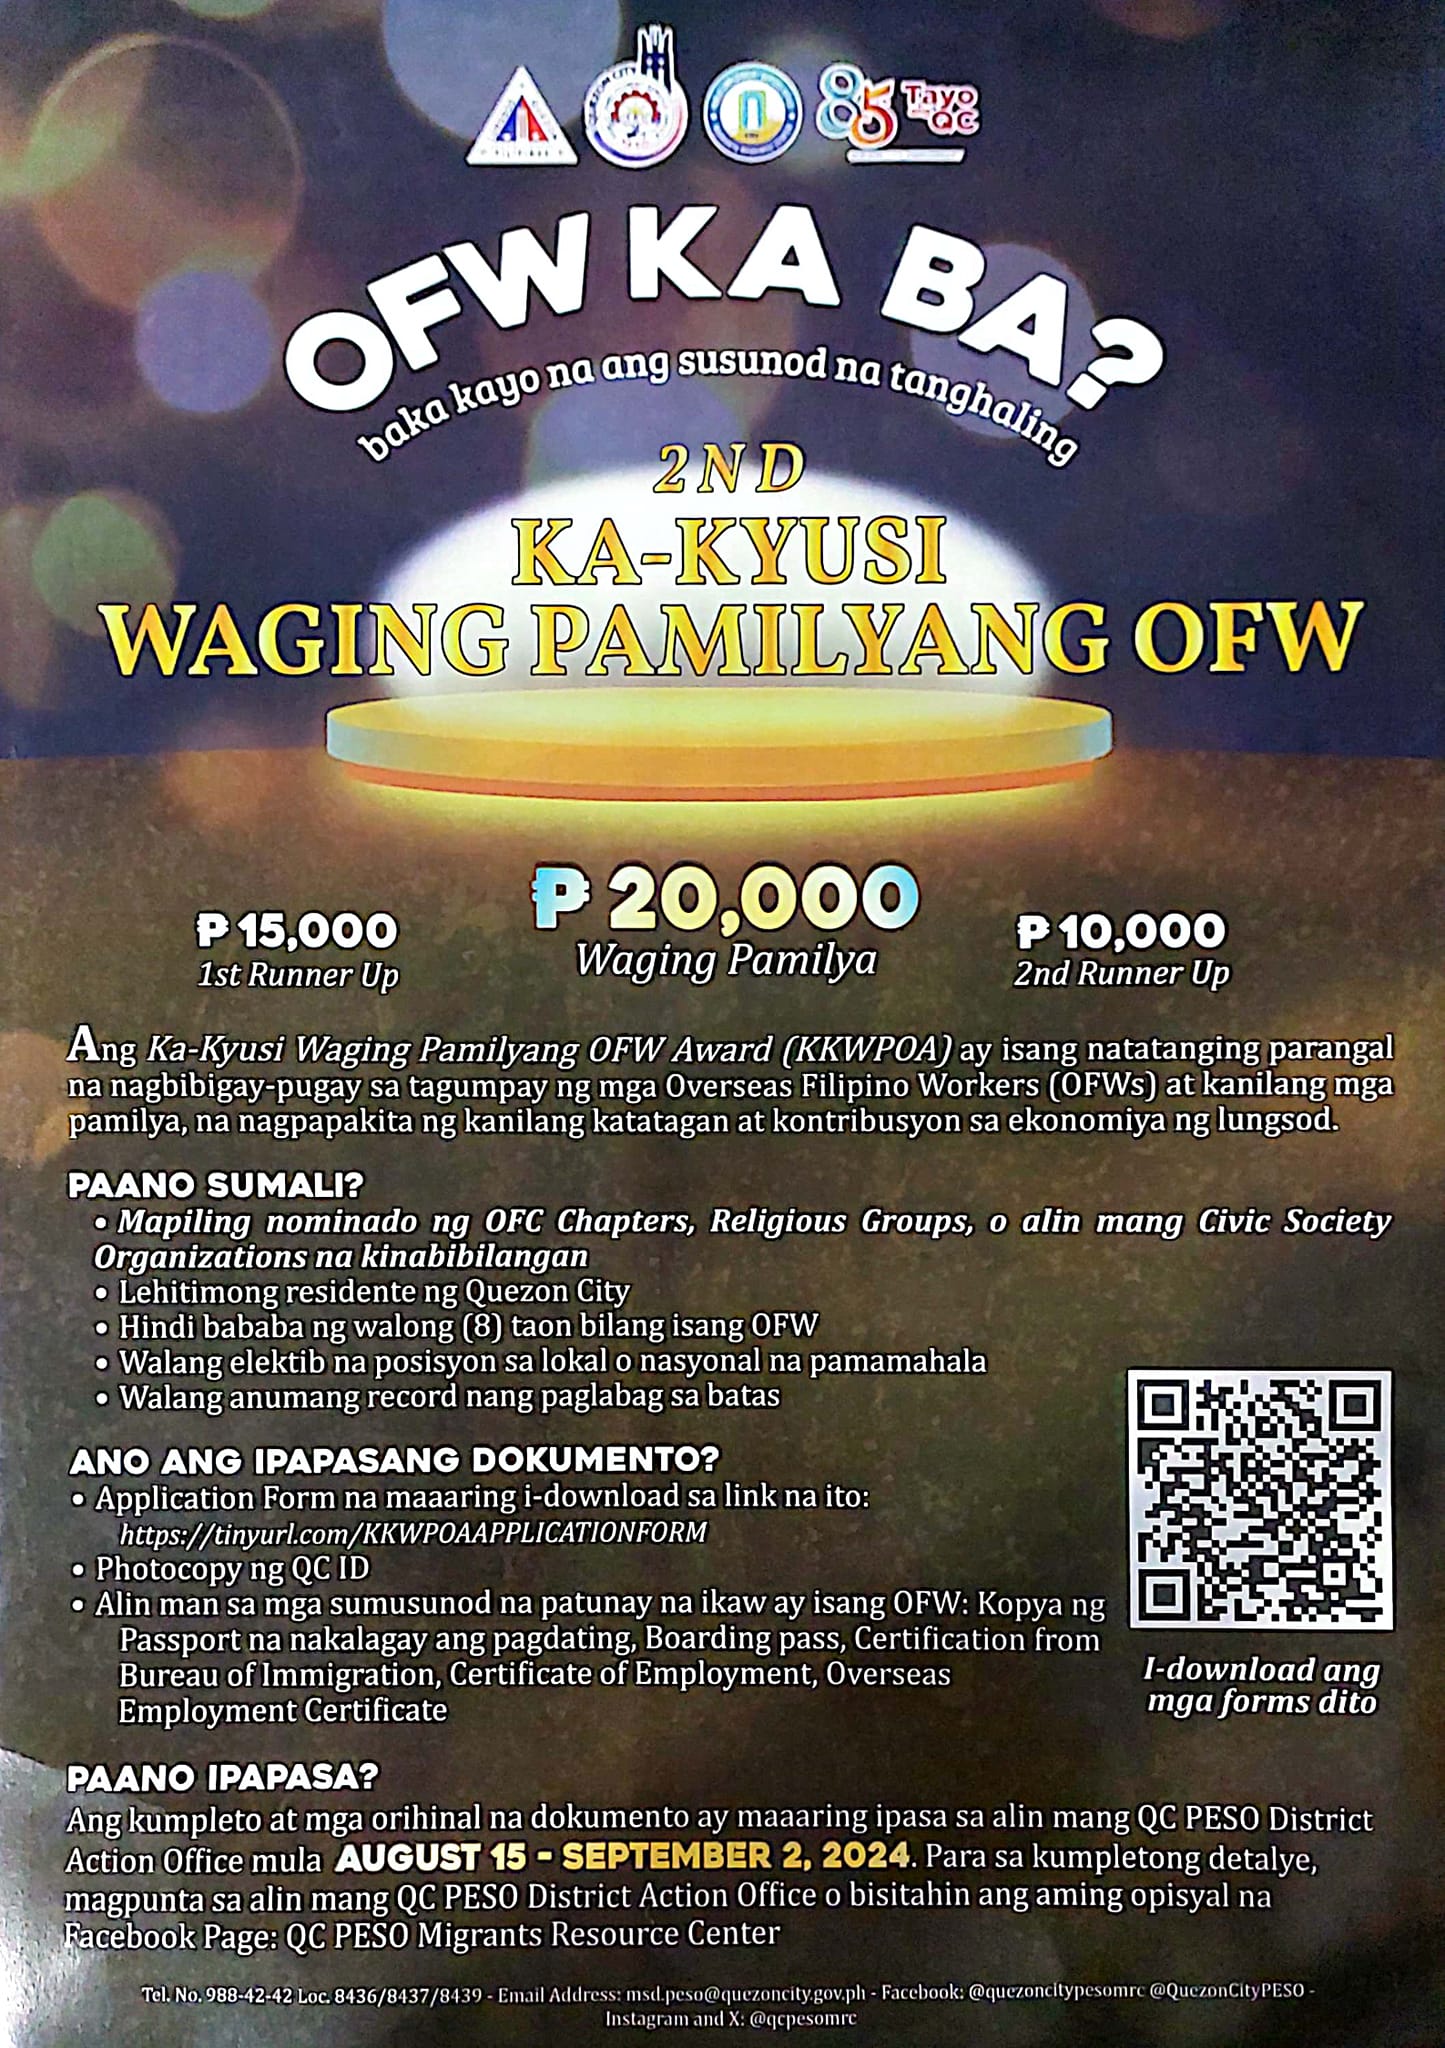 85 Tayo QC
OFW KA BA?
baka kayo na ang susunod na tanghaling
2ND
KA-KYUSI
WAGING PAMILYANG OFW
₱ 20,000
Waging Pamilya
₱ 15,000
1st Runner Up
₱ 10,000
2nd Runner Up
Ang Ka-Kyusi Waging Pamilyang OFW Award (KKWPOA) ay isang natatanging parangal
na nagbibigay-pugay sa tagumpay ng mga Overseas Filipino Workers (OFWs) at kanilang mga
pamilya, na nagpapakita ng kanilang katatagan at kontribusyon sa ekonomiya ng lungsod.
PAANO SUMALI?
• Mapiling nominado ng OFC Chapters, Religious Groups, o alin mang Civic Society
Organizations na kinabibilangan
• Lehitimong residente ng Quezon City
• Hindi bababa ng walong (8) taon bilang isang OFW
• Walang elektib na posisyon sa lokal o nasyonal na pamamahala
• Walang anumang record nang paglabag sa batas
ANO ANG IPAPASANG DOKUMENTO?
• Application Form na maaaring i-download sa link na ito:
https://tinyurl.com/KKWPOAAPPLICATIONFORM
• Photocopy ng QC ID
• Alin man sa mga sumusunod na patunay na ikaw ay isang OFW: Kopya ng
Passport na nakalagay ang pagdating, Boarding pass, Certification from
Bureau of Immigration, Certificate of Employment, Overseas
Employment Certificate
I-download ang
mga forms dito
PAANO IPAPASA?
Ang kumpleto at mga orihinal na dokumento ay maaaring ipasa sa alin mang QC PESO District
Action Office mula AUGUST 15 - SEPTEMBER 2, 2024. Para sa kumpletong detalye,
magpunta sa alin mang QC PESO District Action Office o bisitahin ang aming opisyal na
Facebook Page: QC PESO Migrants Resource Center
Tel. No. 988-42-42 Loc. 8436/8437/8439 - Email Address: msd.peso@quezoncity.gov.ph - Facebook: @quezoncitypesomrc @QuezonCityPESO -
Instagram and X: @qcpesomrc